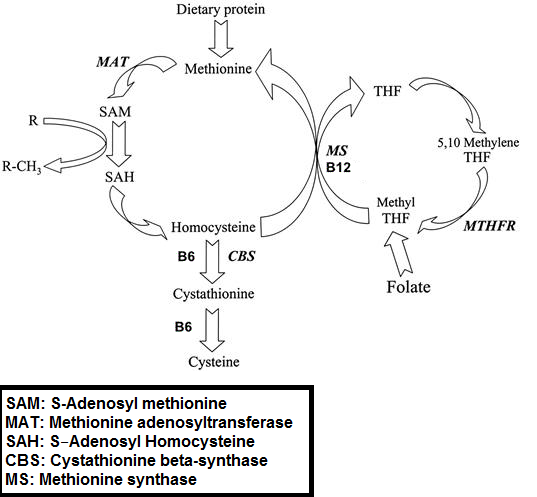 Dietary protein
MAT
Methionine
THF
SAM
R
R-CH3
SAH
5,10 Methylene
THF
MS
B12
Methyl
THF
MTHFR
Homocysteine
B6
CBS
Folate
Cystathionine
B6
Cysteine
SAM: S-Adenosyl methionine
MAT: Methionine adenosyltransferase
SAH: S–Adenosyl Homocysteine
CBS: Cystathionine beta-synthase
MS: Methionine synthase